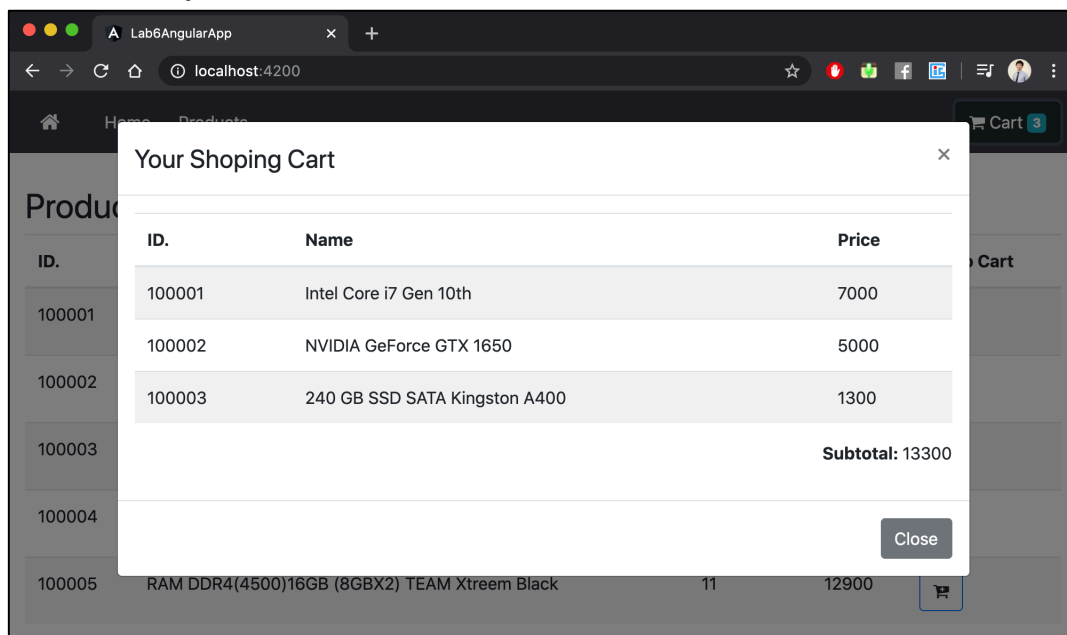 Lab6AngularApp
localhost:4200
Home Products Cart 3
Your Shoping Cart ×
ID. Name Price
100001 Intel Core i7 Gen 10th 7000
100002 NVIDIA GeForce GTX 1650 5000
100003 240 GB SSD SATA Kingston A400 1300
Subtotal: 13300
Close
ID. Cart
100001
100002
100003
100004
100005 RAM DDR4(4500)16GB (8GBX2) TEAM Xtreem Black 11 12900